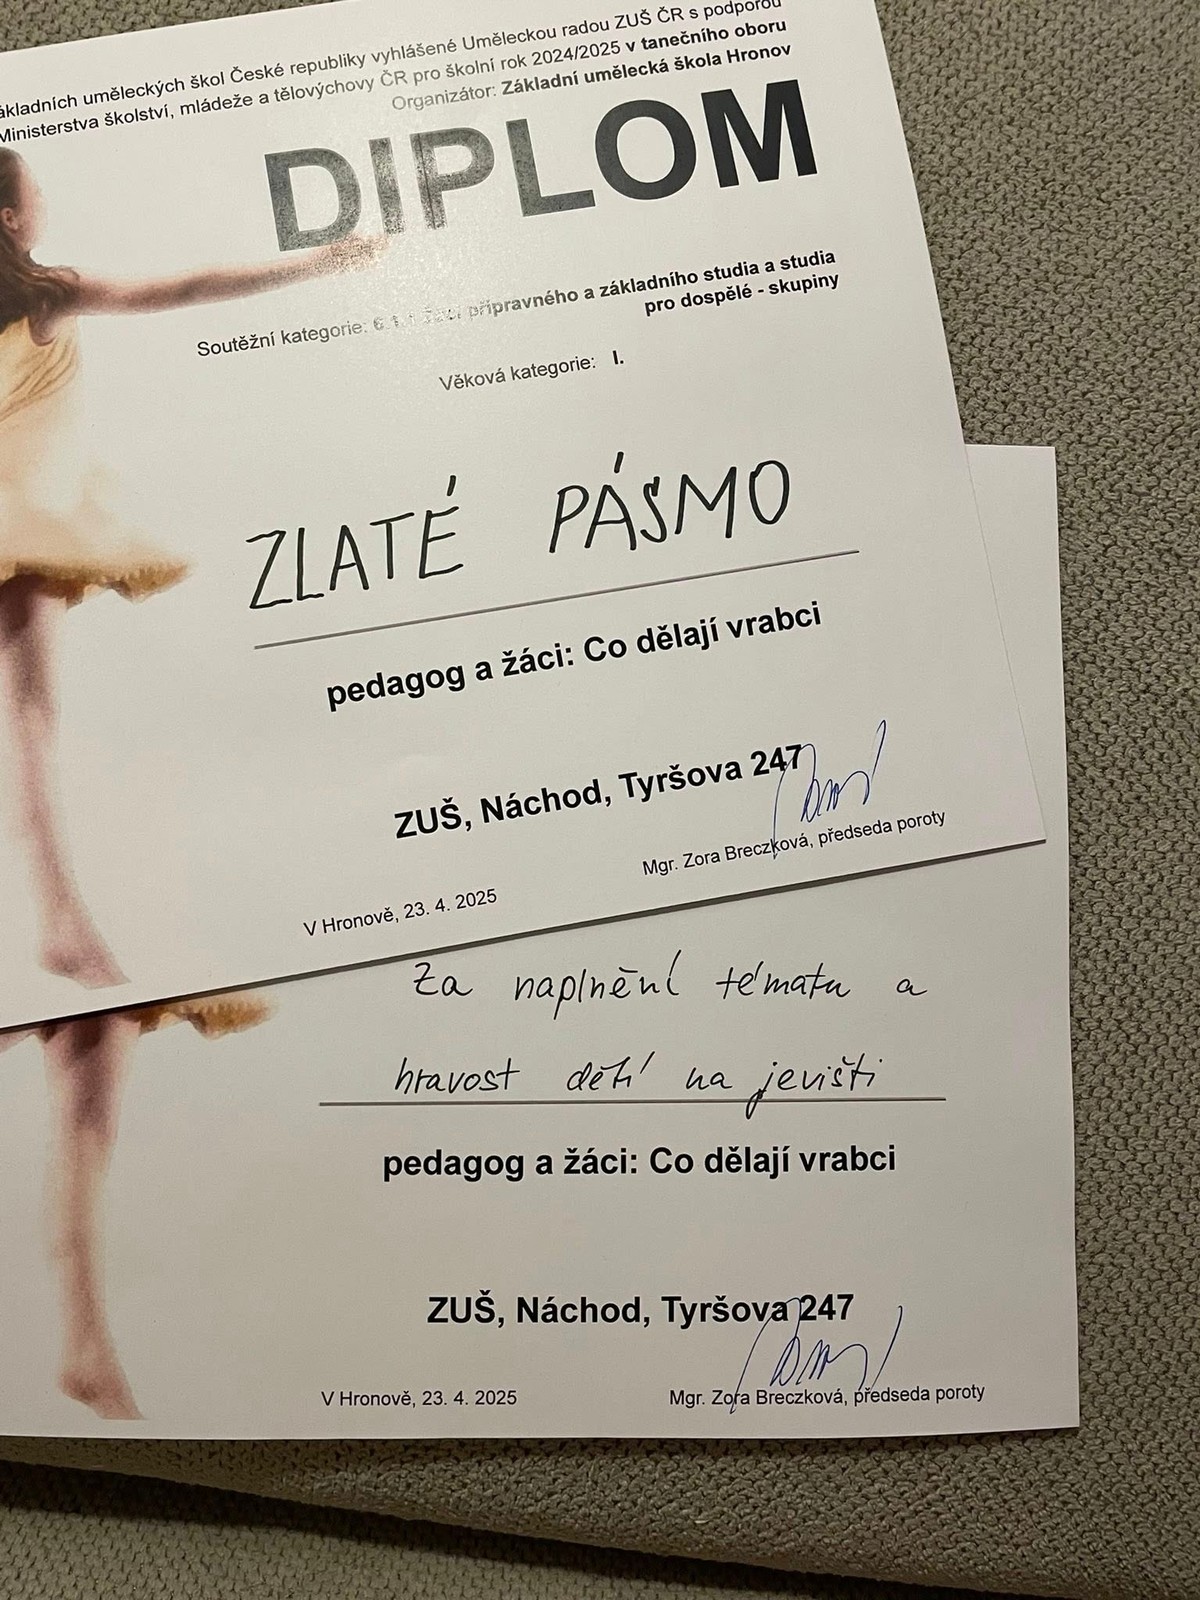 základních uměleckých škol České republiky vyhlášené Uměleckou radou ZUŠ ČR s podporou
Ministerstva školství, mládeže a tělovýchovy ČR pro školní rok 2024/2025 v tanečního oboru
Organizátor: Základní umělecká škola Hronov
DIPLOM
Soutěžní kategorie: přípravného a základního studia a studia
pro dospělé - skupiny
Věková kategorie: I.
ZLATÉ PÁSMO
pedagog a žáci: Co dělají vrabci
ZUŠ, Náchod, Tyršova 247
Mgr. Zora Breczková, předseda poroty
V Hronově, 23. 4. 2025
Za naplnění tématu a
hravost dětí na jevišti
pedagog a žáci: Co dělají vrabci
ZUŠ, Náchod, Tyršova 247
V Hronově, 23. 4. 2025 Mgr. Zora Breczková, předseda poroty